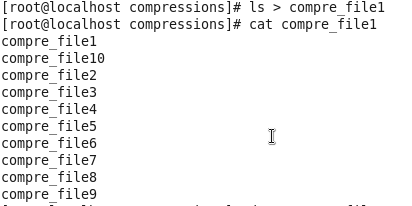 [root@localhost compressions]# ls > compre_file1
[root@localhost compressions]# cat compre_file1
compre_file1
compre_file10
compre_file2
compre_file3
compre_file4
compre_file5
compre_file6
compre_file7
compre_file8
compre_file9